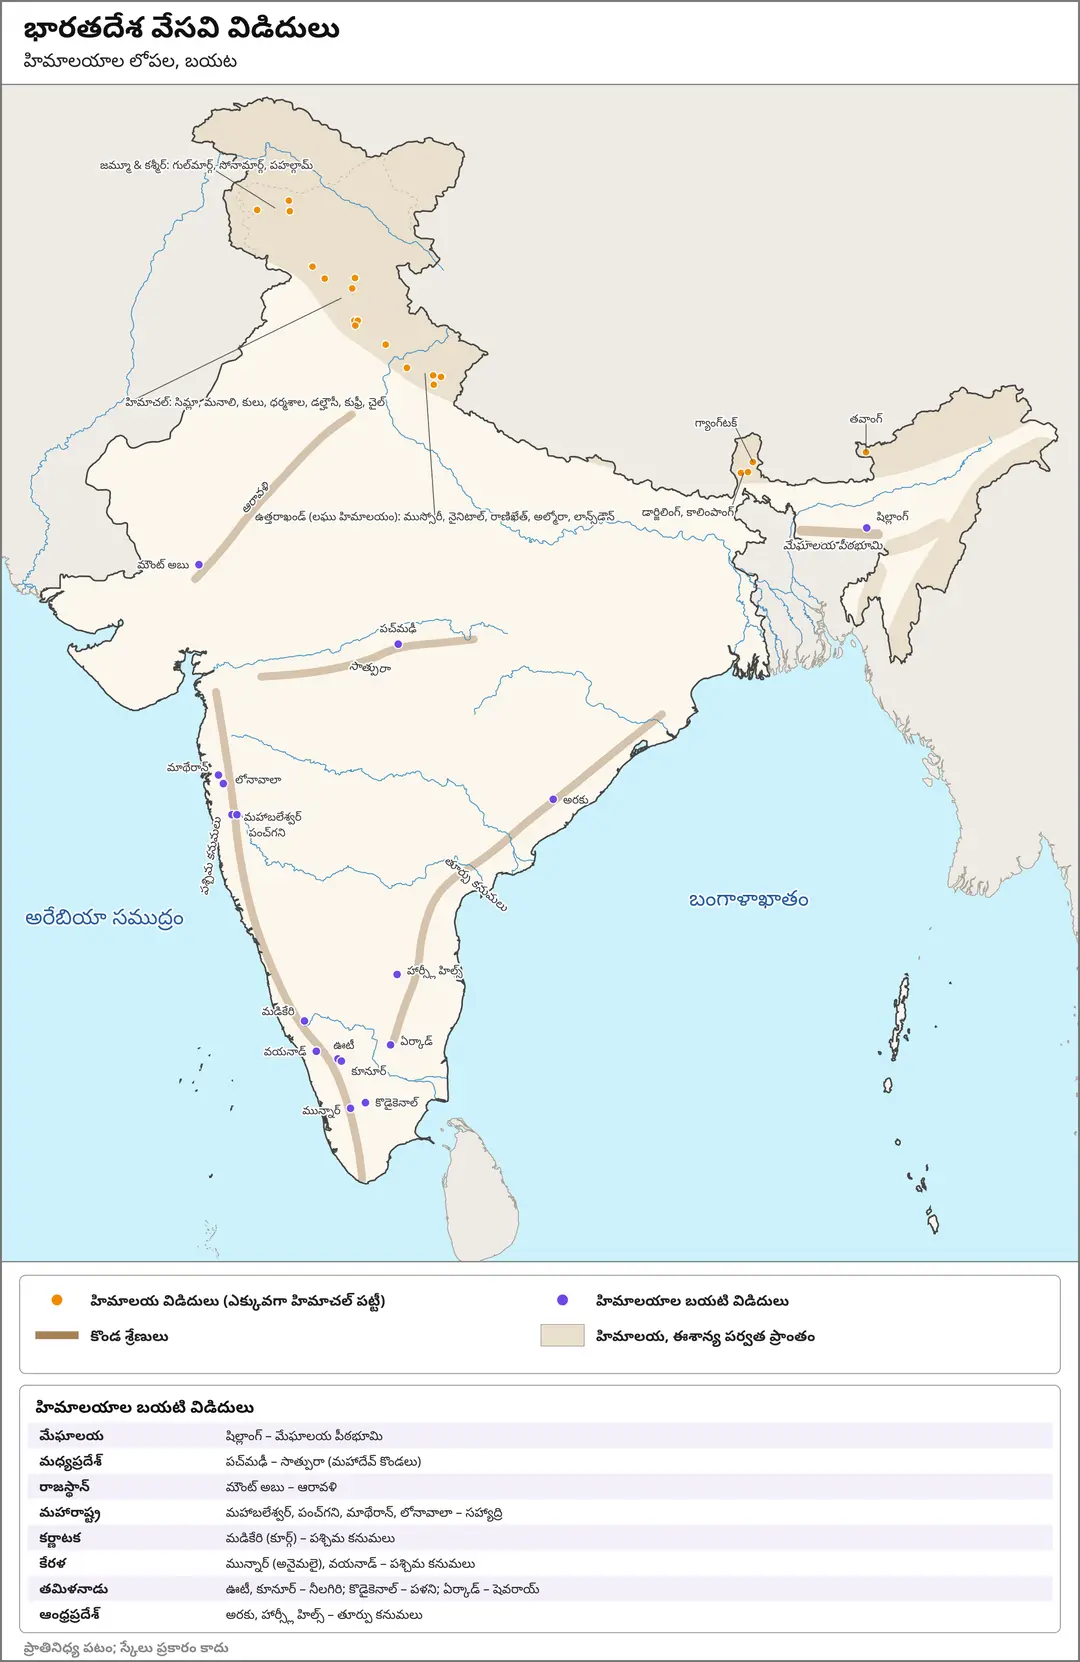 భారతదేశ వేసవి విడిదులు
హిమాలయాల లోపల, బయట
జమ్మూ & కశ్మీర్: గుల్‌మార్గ్, సోనామార్గ్, పహల్గామ్
హిమాచల్: సిమ్లా, మనాలి, కులు, ధర్మశాల, డల్హౌసీ, కుఫ్రీ, చైల్
గ్యాంగ్‌టక్
తవాంగ్
ఆరావళి
ఉత్తరాఖండ్ (లఘు హిమాలయం): ముస్సోరీ, నైనిటాల్, రాణీఖేత్, అల్మోరా, లాన్స్‌డౌన్
డార్జిలింగ్, కాలింపాంగ్
షిల్లాంగ్
మేఘాలయ పీఠభూమి
మౌంట్ అబు
పచ్‌మఢీ
సాత్పురా
మాథేరాన్
లోనావాలా
అరకు
మహాబలేశ్వర్
పంచ్‌గని
పశ్చిమ కనుమలు
తూర్పు కనుమలు
అరేబియా సముద్రం
బంగాళాఖాతం
హార్స్లీ హిల్స్
మడికేరి
వయనాడ్
ఊటీ
ఏర్కాడ్
కూనూర్
మున్నార్
కొడైకెనాల్
హిమాలయ విడిదులు (ఎక్కువగా హిమాచల్ పట్టీ)
హిమాలయాల బయటి విడిదులు
కొండ శ్రేణులు
హిమాలయ, ఈశాన్య పర్వత ప్రాంతం
హిమాలయాల బయటి విడిదులు
మేఘాలయ షిల్లాంగ్ – మేఘాలయ పీఠభూమి
మధ్యప్రదేశ్ పచ్‌మఢీ – సాత్పురా (మహాదేవ్ కొండలు)
రాజస్థాన్ మౌంట్ అబు – ఆరావళి
మహారాష్ట్ర మహాబలేశ్వర్, పంచ్‌గని, మాథేరాన్, లోనావాలా – సహ్యాద్రి
కర్ణాటక మడికేరి (కూర్గ్) – పశ్చిమ కనుమలు
కేరళ మున్నార్ (అనైమలై), వయనాడ్ – పశ్చిమ కనుమలు
తమిళనాడు ఊటీ, కూనూర్ – నీలగిరి; కొడైకెనాల్ – పళని; ఏర్కాడ్ – షెవరాయ్
ఆంధ్రప్రదేశ్ అరకు, హార్స్లీ హిల్స్ – తూర్పు కనుమలు
ప్రాతినిధ్య పటం; స్కేలు ప్రకారం కాదు